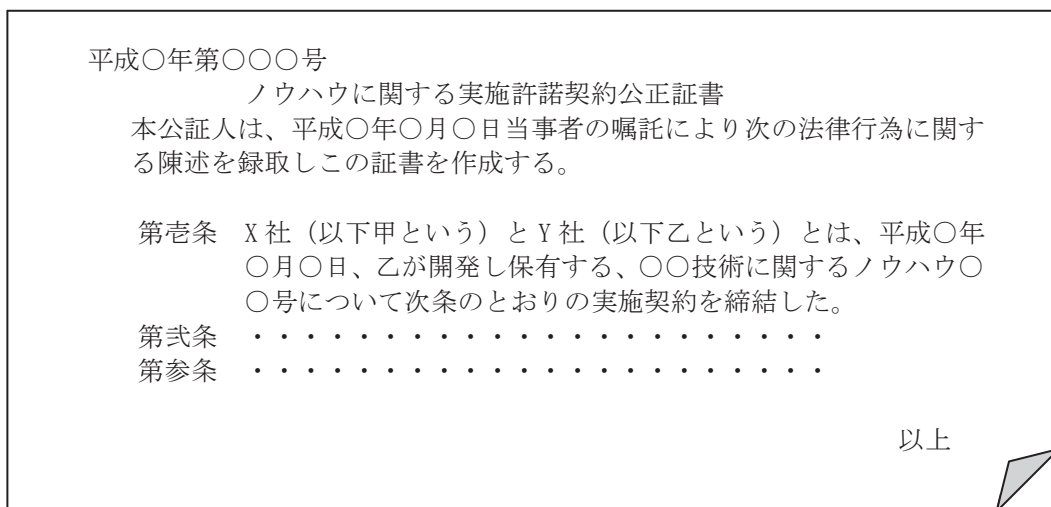 平成○年第○○○号
ノウハウに関する実施許諾契約公正証書
本公証人は、平成○年○月○日当事者の嘱託により次の法律行為に関す
る陳述を録取しこの証書を作成する。
第壱条 X社（以下甲という）とY社（以下乙という）とは、平成○年
○月○日、乙が開発し保有する、○○技術に関するノウハウ○
○号について次条のとおりの実施契約を締結した。
第弐条 ・・・・・・・・・・・・・・・・・・・・・・
第参条 ・・・・・・・・・・・・・・・・・・・・・・
以上